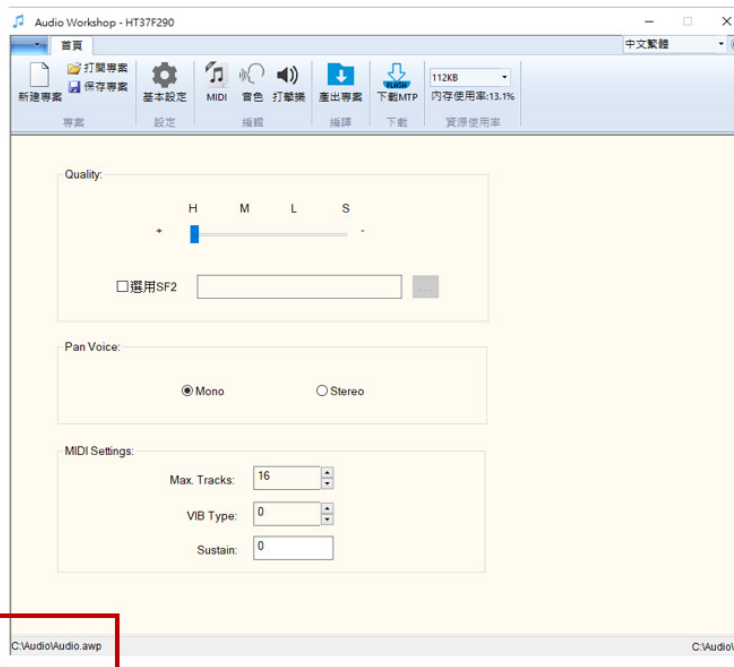 Audio Workshop - HT37F290
首頁
中文繁體
新建專案
打開專案
保存專案
專案
基本設定
設定
MIDI
音色
打擊樂
編輯
產出專案
編譯
下載MTP
下載
112KB
內存使用率:13.1%
資源使用率
Quality:
H M L S
+ -
選用SF2
...
Pan Voice:
Mono
Stereo
MIDI Settings:
Max. Tracks: 16
VIB Type: 0
Sustain: 0
C:\Audio\Audio.awp
C:\Audio\